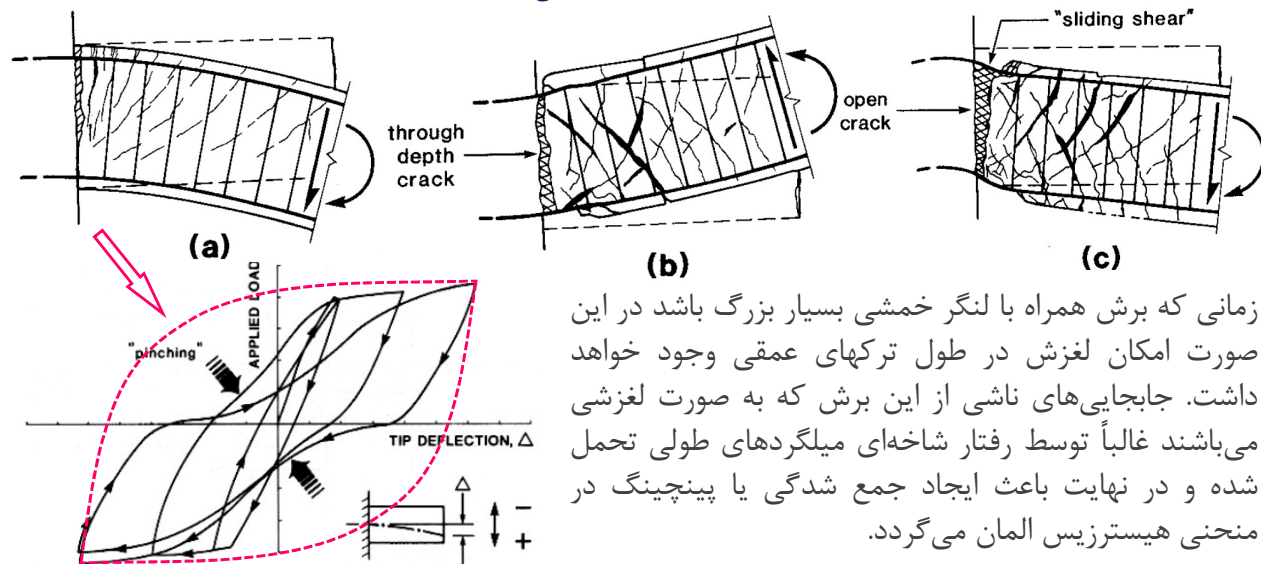 "sliding shear"
through
depth
crack
open
crack
(a)
(b)
(c)
APPLIED LOAD
"pinching"
TIP DEFLECTION, Δ
Δ
−
+
زمانی که برش همراه با لنگر خمشی بسیار بزرگ باشد در این
صورت امکان لغزش در طول ترکهای عمقی وجود خواهد
داشت. جابجایی‌های ناشی از این برش که به صورت لغزشی
می‌باشند غالباً توسط رفتار شاخه‌ای میلگردهای طولی تحمل
شده و در نهایت باعث ایجاد جمع شدگی یا پینچینگ در
منحنی هیسترزیس المان می‌گردد.